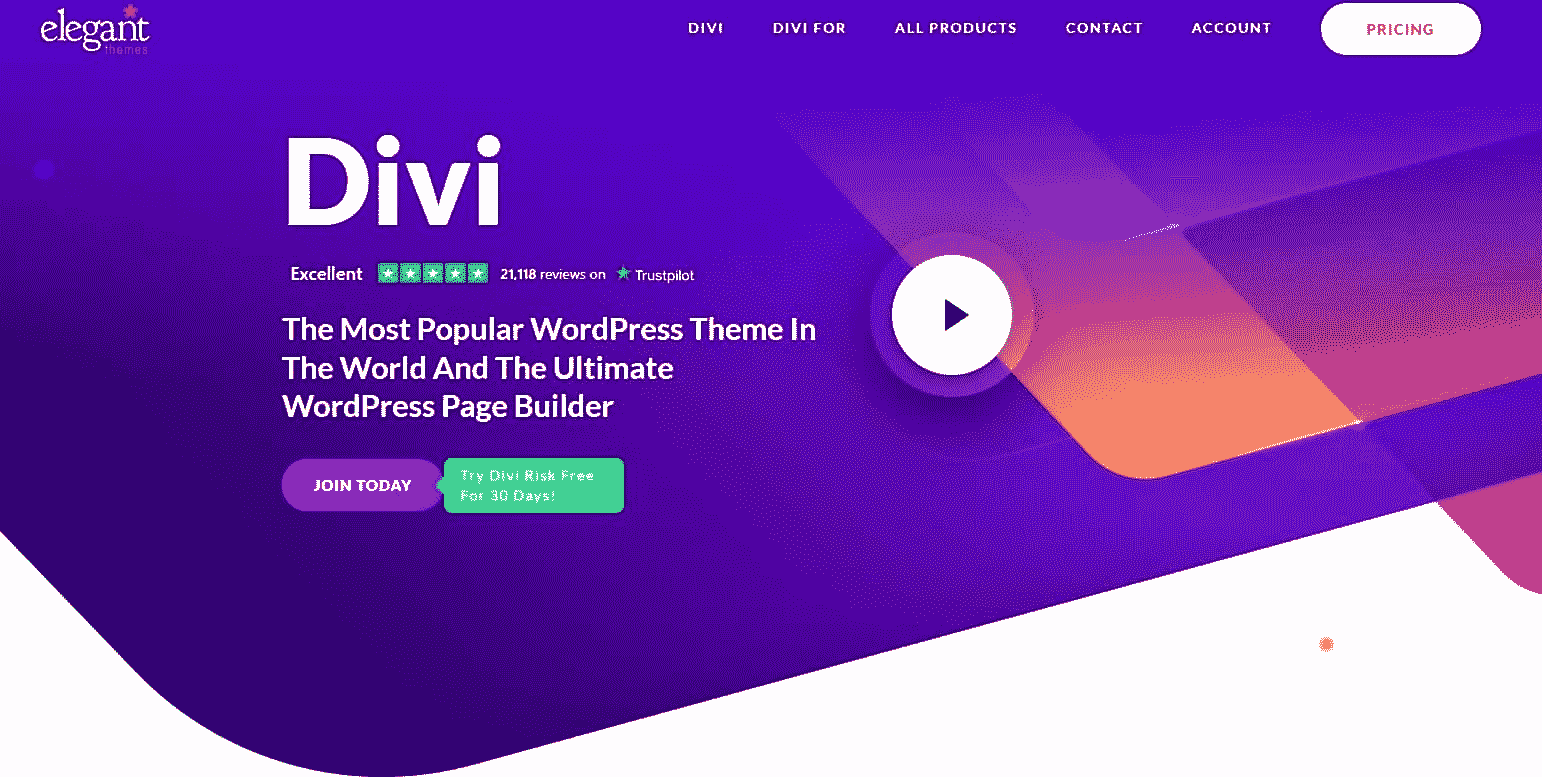 elegant
themes
DIVI
DIVI FOR
ALL PRODUCTS
CONTACT
ACCOUNT
PRICING
Divi
Excellent 21,118 reviews on Trustpilot
The Most Popular WordPress Theme In
The World And The Ultimate
WordPress Page Builder
JOIN TODAY
Try Divi Risk Free
For 30 Days!